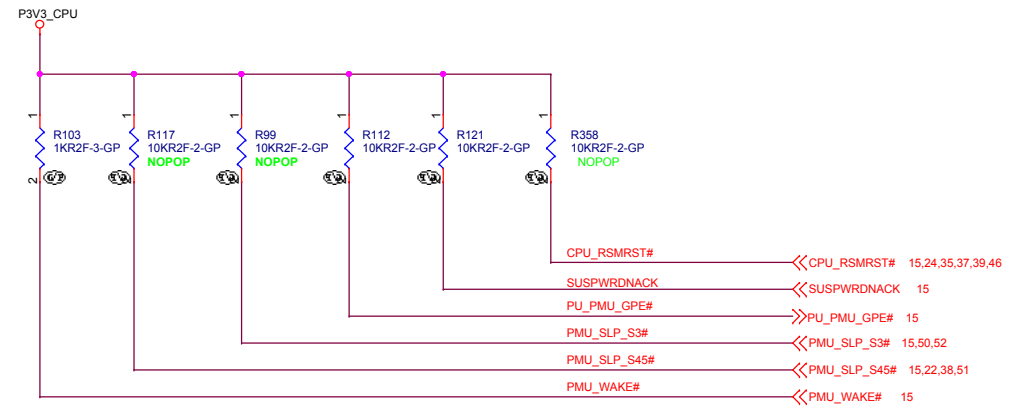 P3V3_CPU
1 1 1 1 1 1
R103 R117 R99 R112 R121 R358
1KR2F-3-GP 10KR2F-2-GP 10KR2F-2-GP 10KR2F-2-GP 10KR2F-2-GP 10KR2F-2-GP
NOPOP NOPOP NOPOP
2
CPU_RSMRST# CPU_RSMRST# 15,24,35,37,39,46
SUSPWRDNACK SUSPWRDNACK 15
PU_PMU_GPE# PU_PMU_GPE# 15
PMU_SLP_S3# PMU_SLP_S3# 15,50,52
PMU_SLP_S45# PMU_SLP_S45# 15,22,38,51
PMU_WAKE# PMU_WAKE# 15